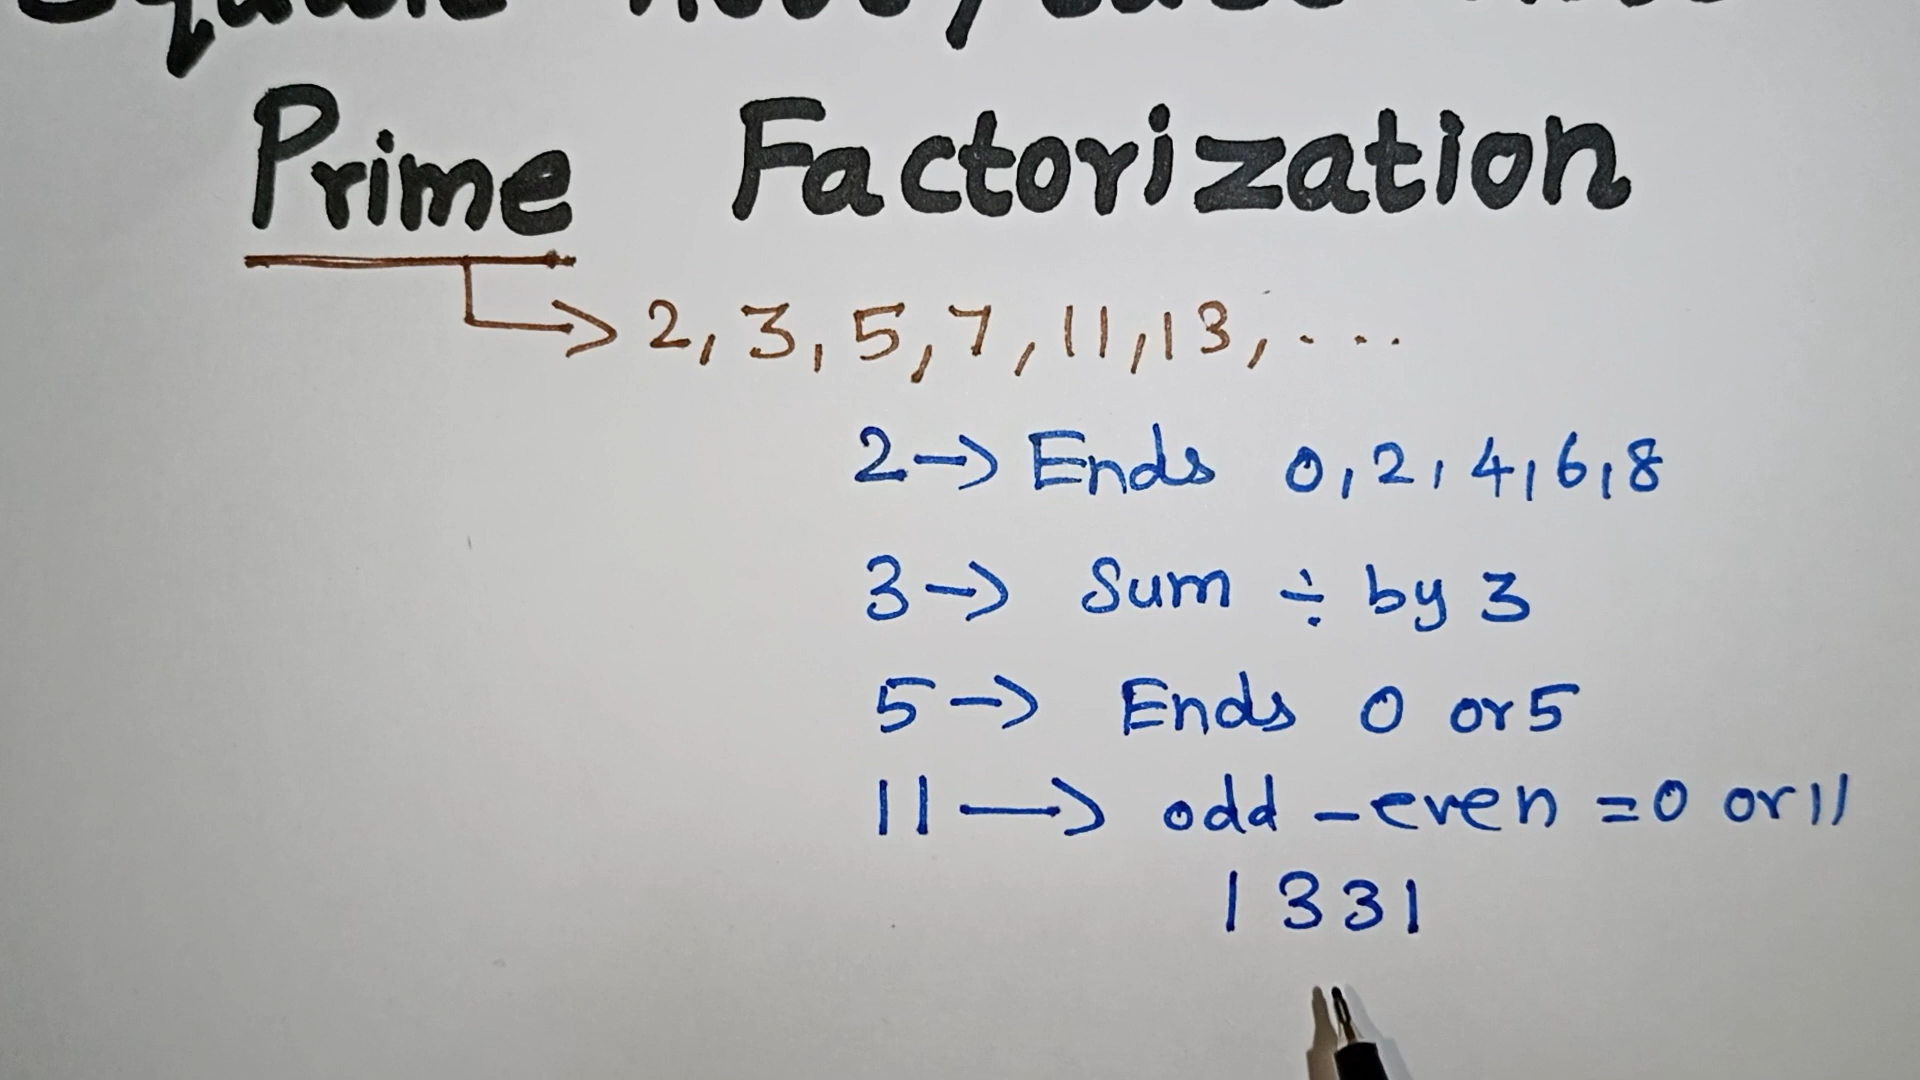 Prime Factorization
2, 3, 5, 7, 11, 13, ....
2 -> Ends 0, 2, 4, 6, 8
3 -> Sum ÷ by 3
5 -> Ends 0 or 5
11 -> odd - even = 0 or 11
1331